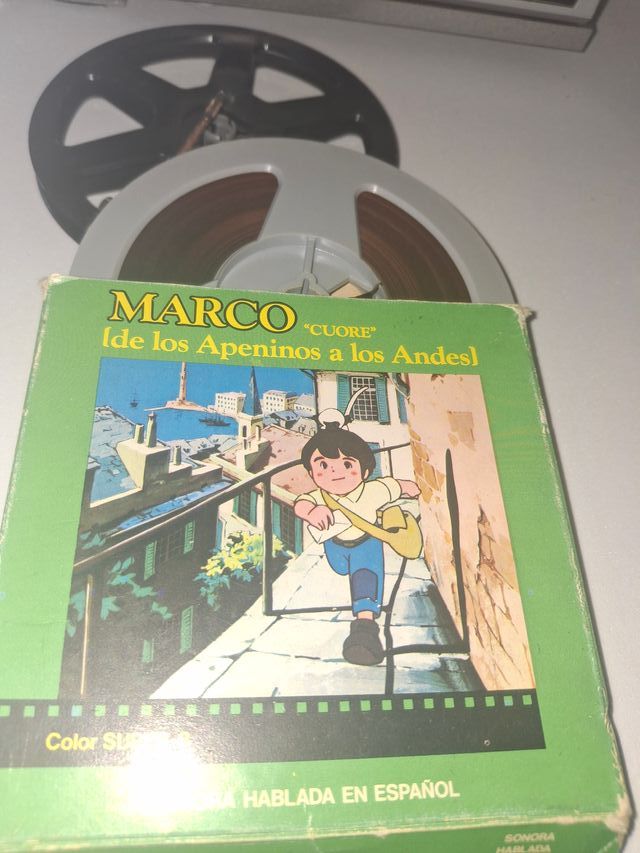 MARCO "CUORE"
[de los Apeninos a los Andes]
Color
HABLADA EN ESPAÑOL
SONORA
HABLADA